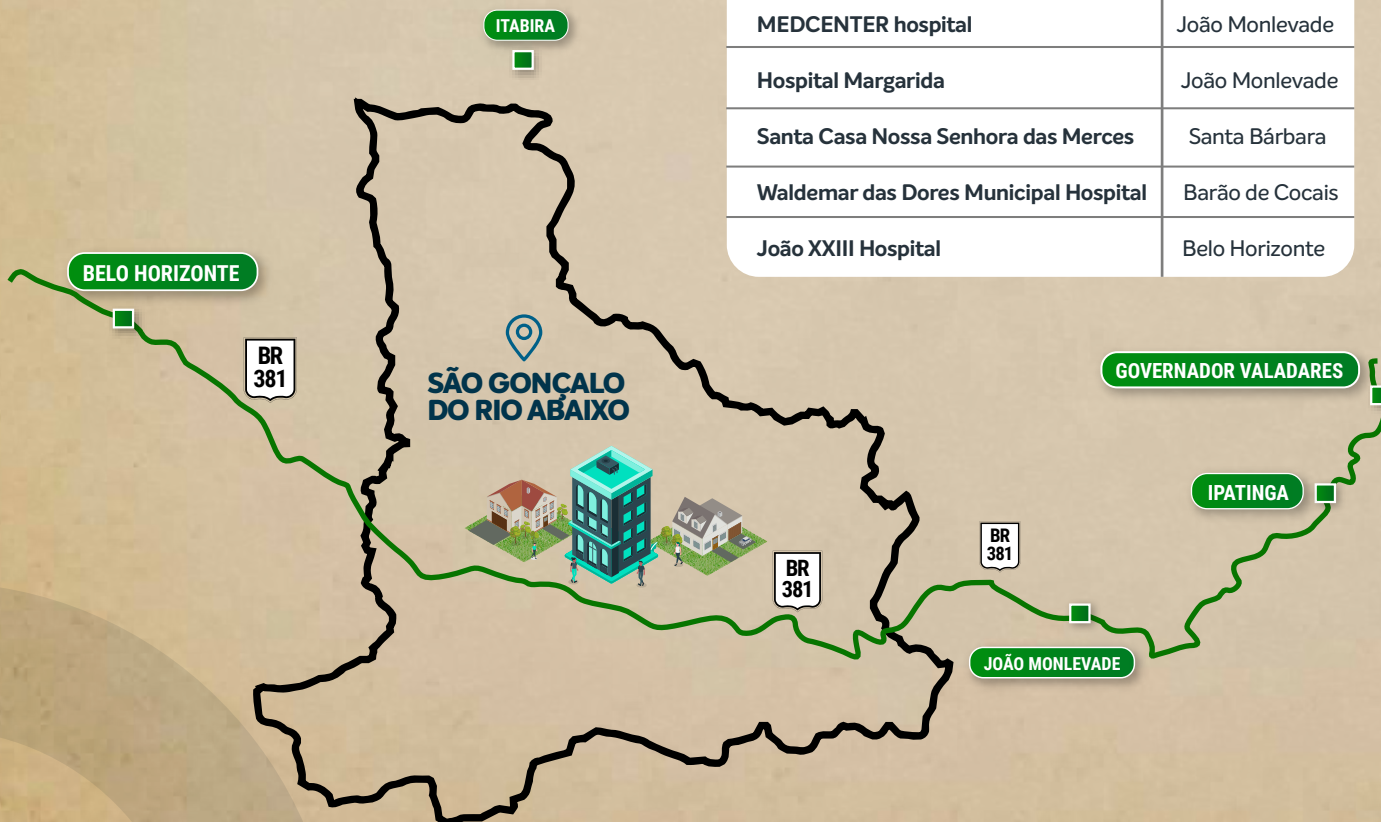 ITABIRA
MEDCENTER hospital João Monlevade
Hospital Margarida João Monlevade
Santa Casa Nossa Senhora das Merces Santa Bárbara
Waldemar das Dores Municipal Hospital Barão de Cocais
João XXIII Hospital Belo Horizonte
BELO HORIZONTE
BR
381
SÃO GONÇALO
DO RIO ABAIXO
GOVERNADOR VALADARES
IPATINGA
BR
381
BR
381
JOÃO MONLEVADE